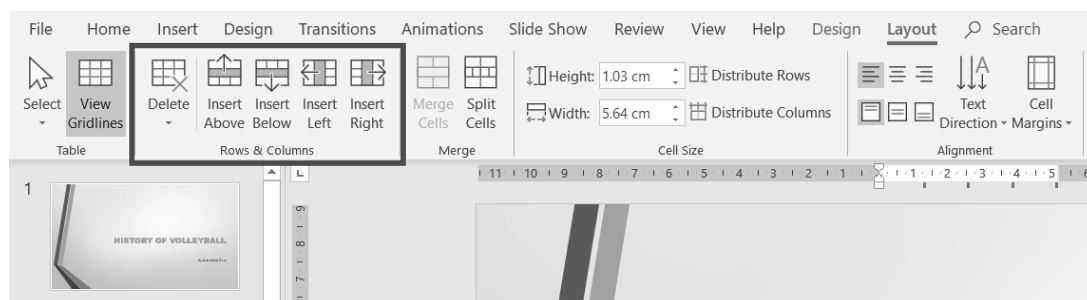 File Home Insert Design Transitions Animations Slide Show Review View Help Design Layout Search
Select View Gridlines
Table
Delete Insert Above Insert Below Insert Left Insert Right
Rows & Columns
Merge Cells Split Cells
Merge
Height: 1.03 cm Distribute Rows
Width: 5.64 cm Distribute Columns
Cell Size
Text Direction Cell Margins
Alignment
L
11 10 9 8 7 6 5 4 3 2 1 1 2 3 4 5 6
1
HISTORY OF VOLLEYBALL
9
8
7